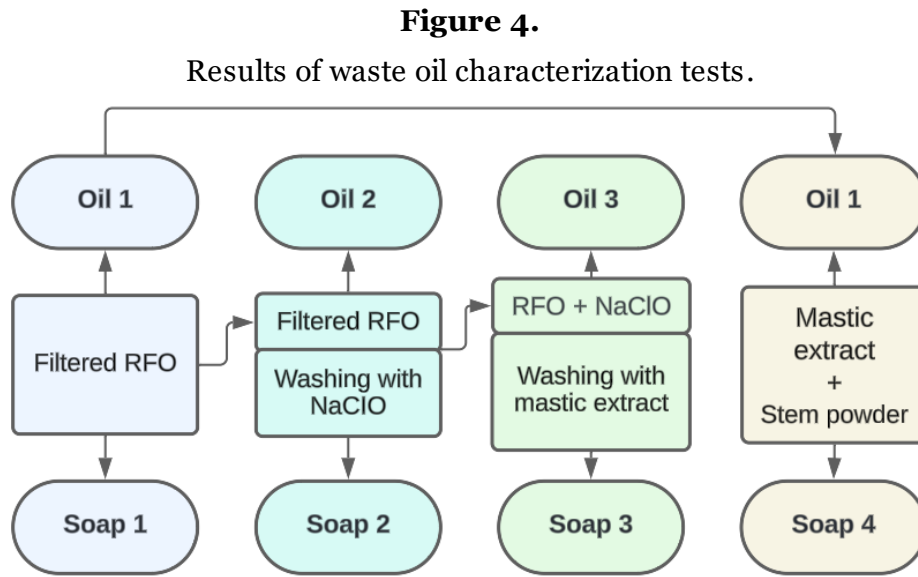 Figure 4.
Results of waste oil characterization tests.
Oil 1
Oil 2
Oil 3
Oil 1
Filtered RFO
Filtered RFO
Washing with
NaClO
RFO + NaClO
Washing with
mastic extract
Mastic
extract
+
Stem powder
Soap 1
Soap 2
Soap 3
Soap 4